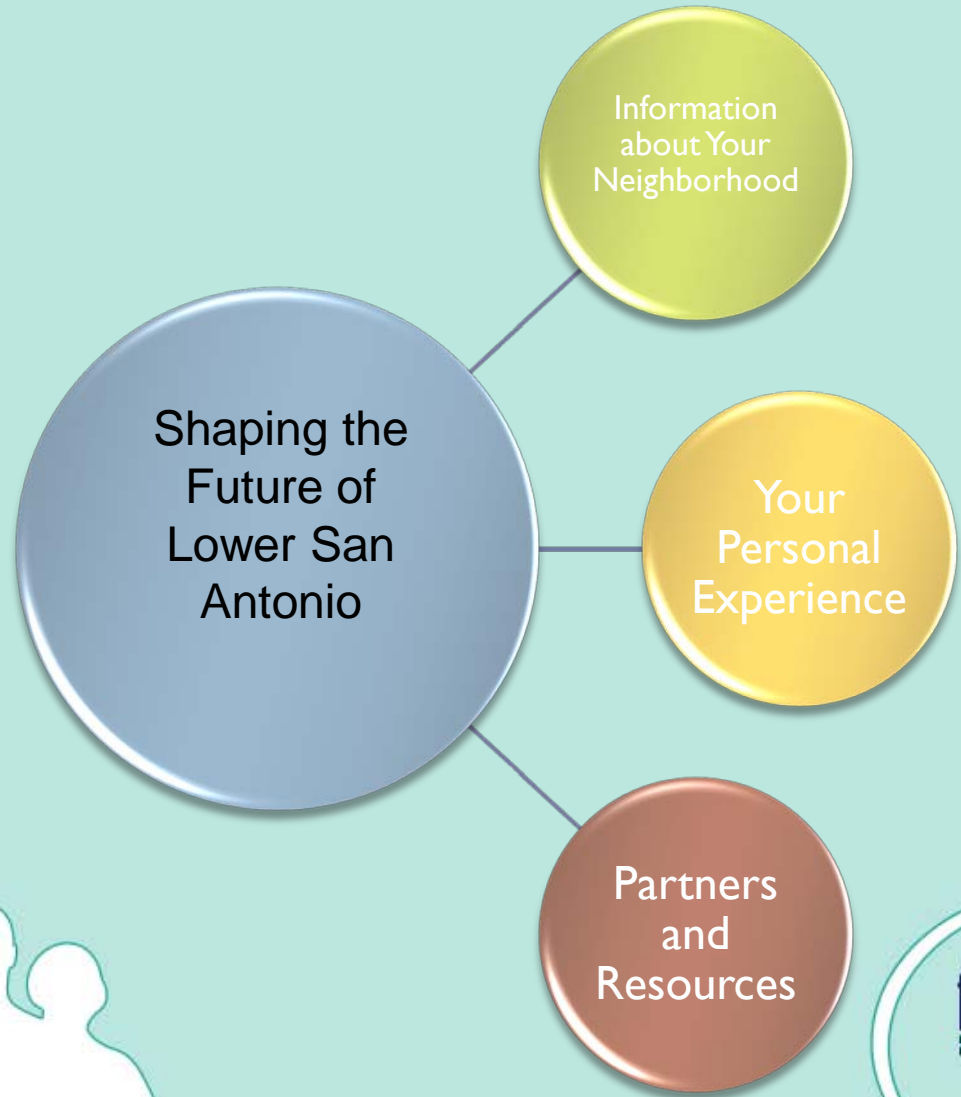 Information
about Your
Neighborhood
Shaping the
Future of
Lower San
Antonio
Your
Personal
Experience
Partners
and
Resources